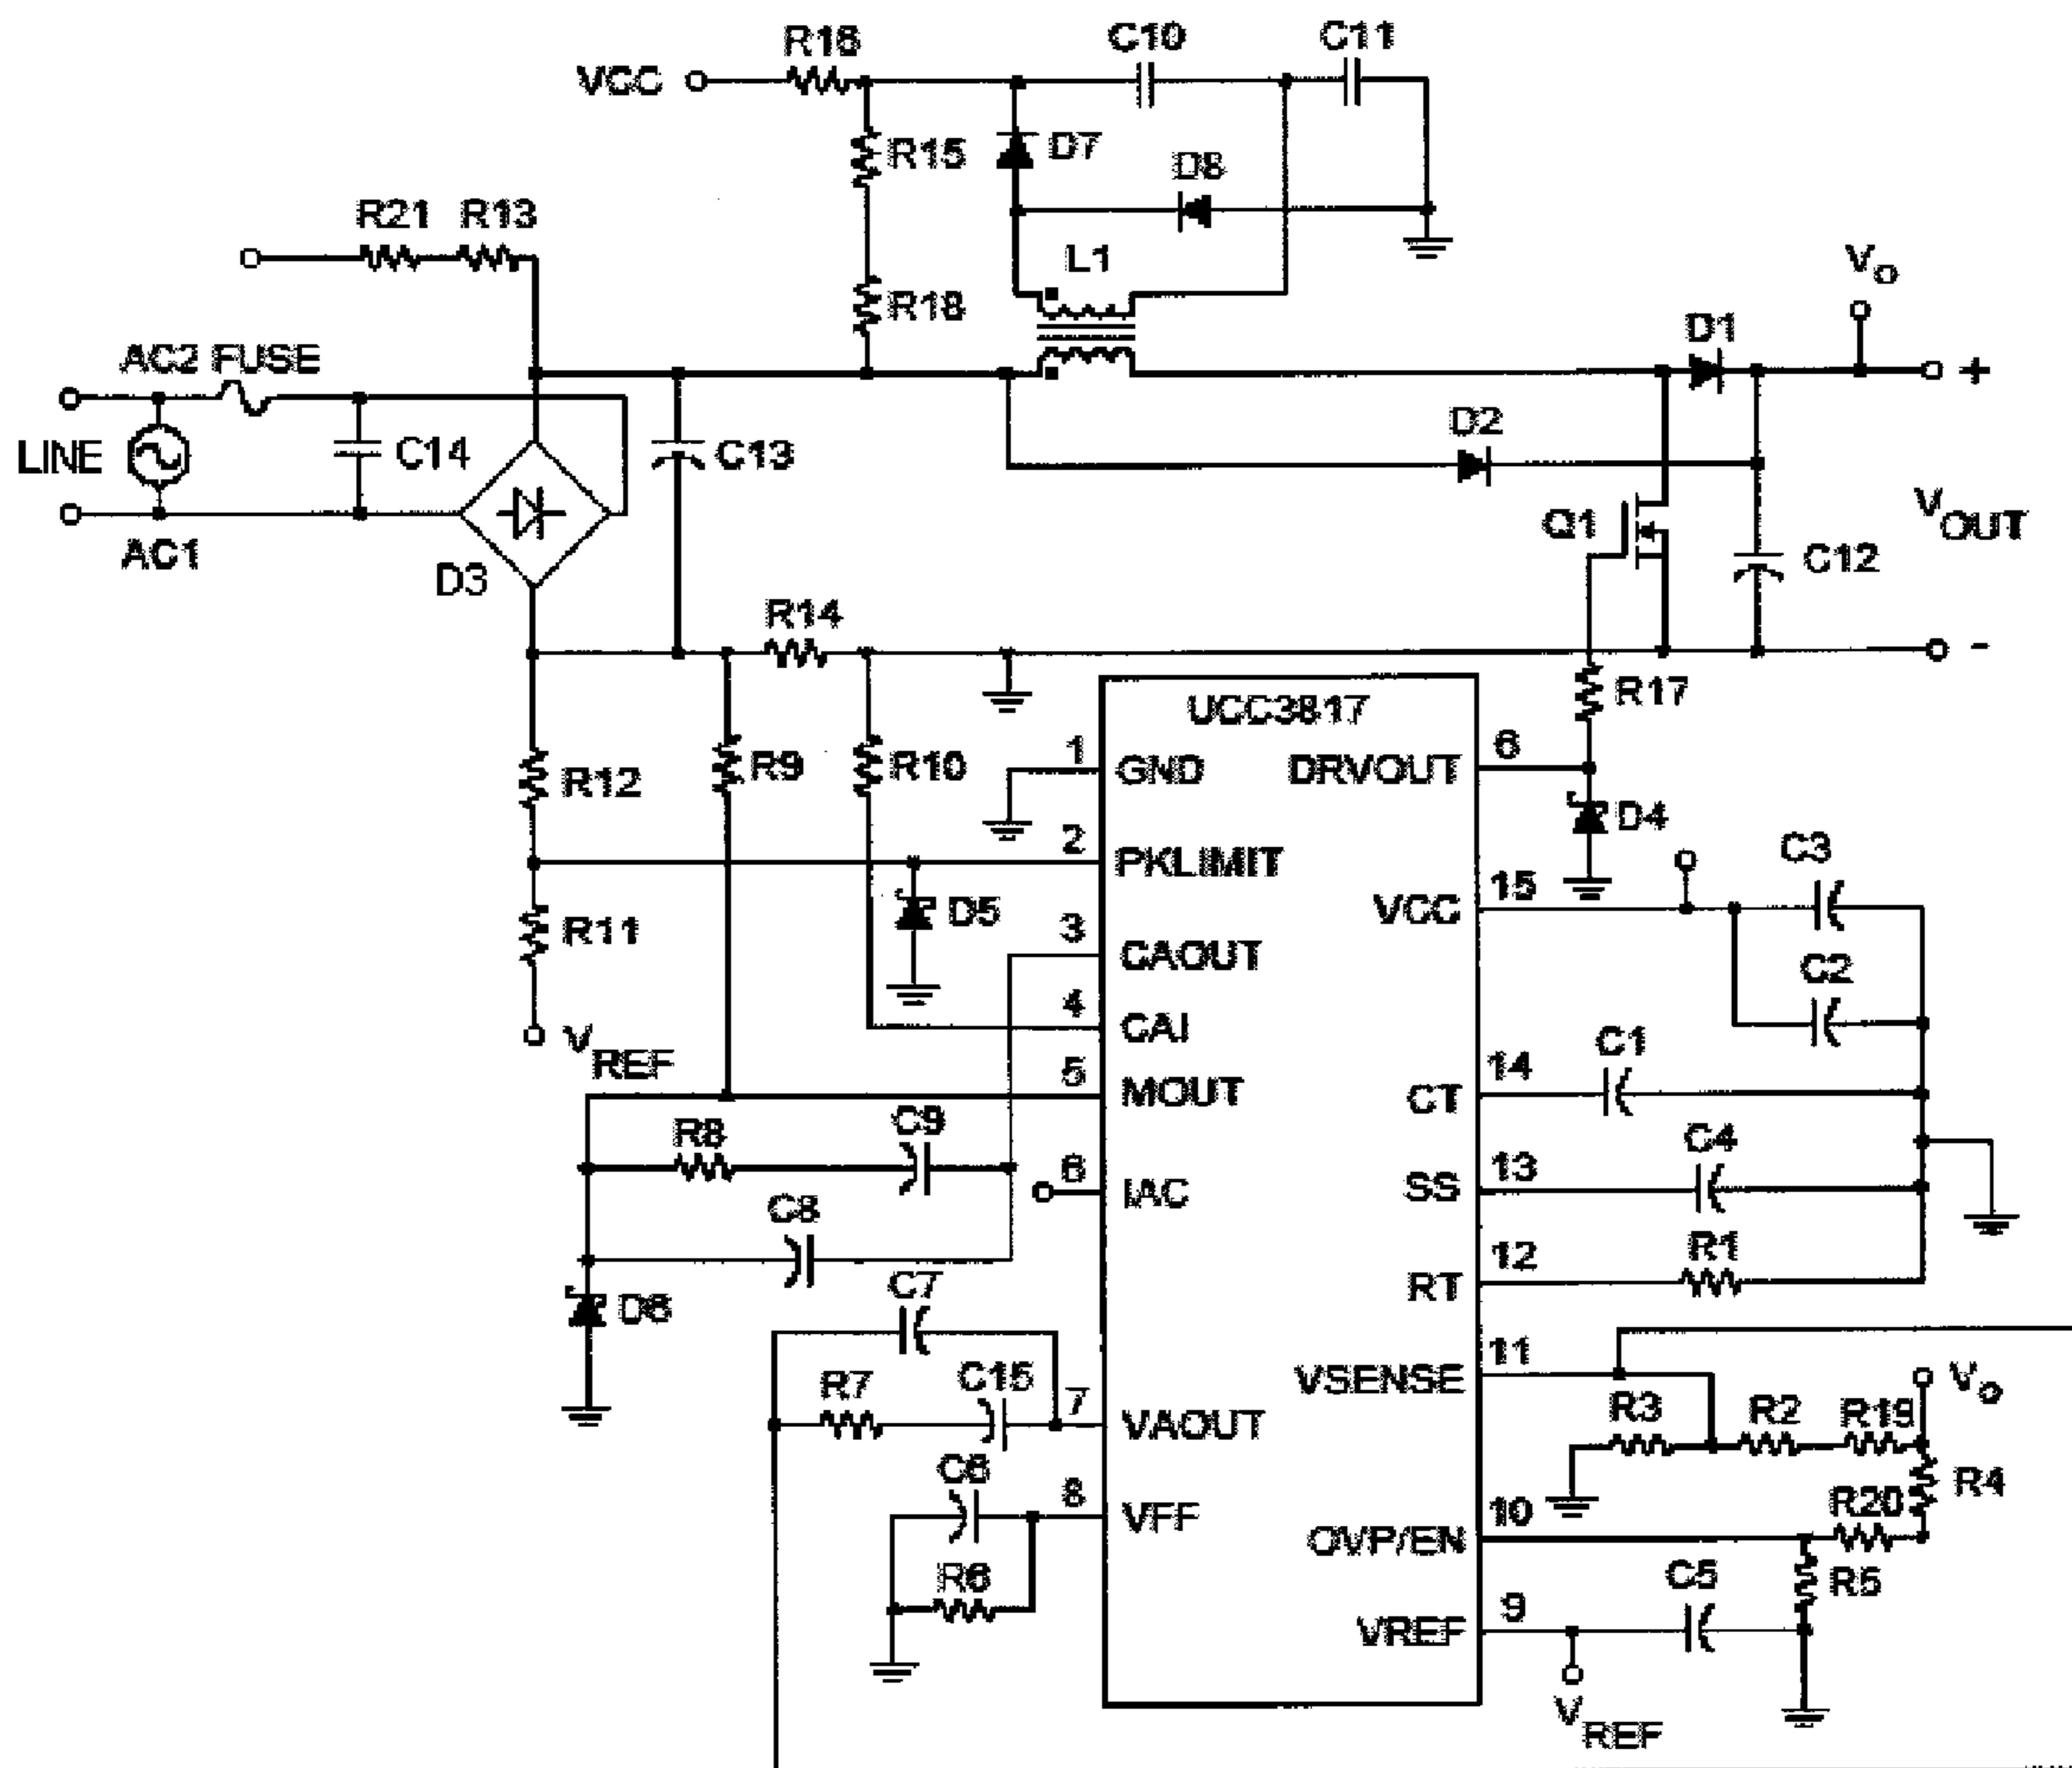 R16
C10
C11
VCC
R15
D7
D8
R21 R13
L1
R18
VO
D1
+
AC2 FUSE
D2
LINE
C14
C13
VOUT
Q1
AC1
D3
C12
R14
-
UCC3817
R17
R12
R9
R10
1
GND
DRVOUT
6
D4
2
PKLIMIT
C3
15
VCC
R11
D5
3
CAOUT
C2
4
CAI
C1
VREF
14
CT
5
MOUT
R8
C9
C4
6
IAC
13
SS
C8
R1
12
RT
D6
C7
11
VSENSE
VO
R7
C15
7
VAOUT
R3
R2
R19
C6
8
VFF
R4
10
R20
OVP/EN
R6
C5
R5
9
VREF
VREF